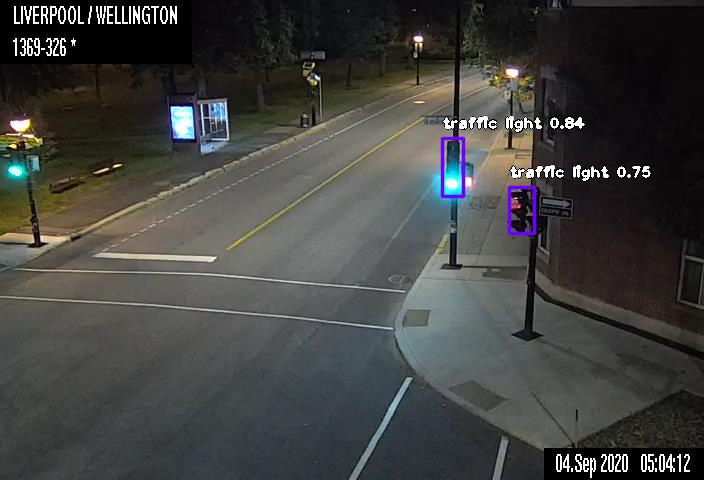 LIVERPOOL / WELLINGTON
1369-326 *
traffic light 0.84
traffic light 0.75
04.Sep 2020 05:04:12